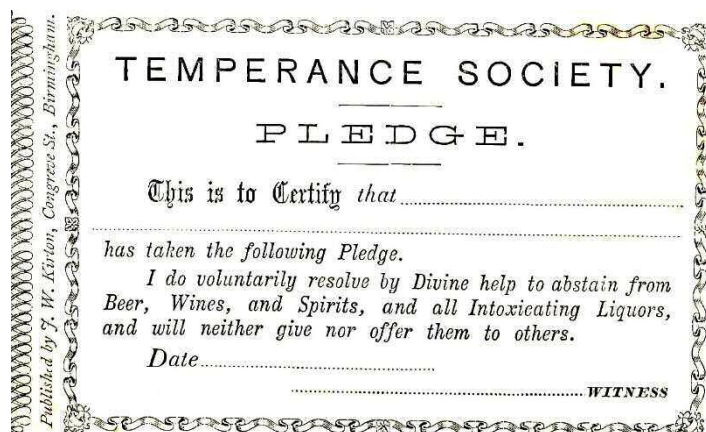 TEMPERANCE SOCIETY.
PLEDGE.
This is to Certify that
has taken the following Pledge.
I do voluntarily resolve by Divine help to abstain from
Beer, Wines, and Spirits, and all Intoxicating Liquors,
and will neither give nor offer them to others.
Date
WITNESS
Published by J. W. Kirton, Congreve St., Birmingham.